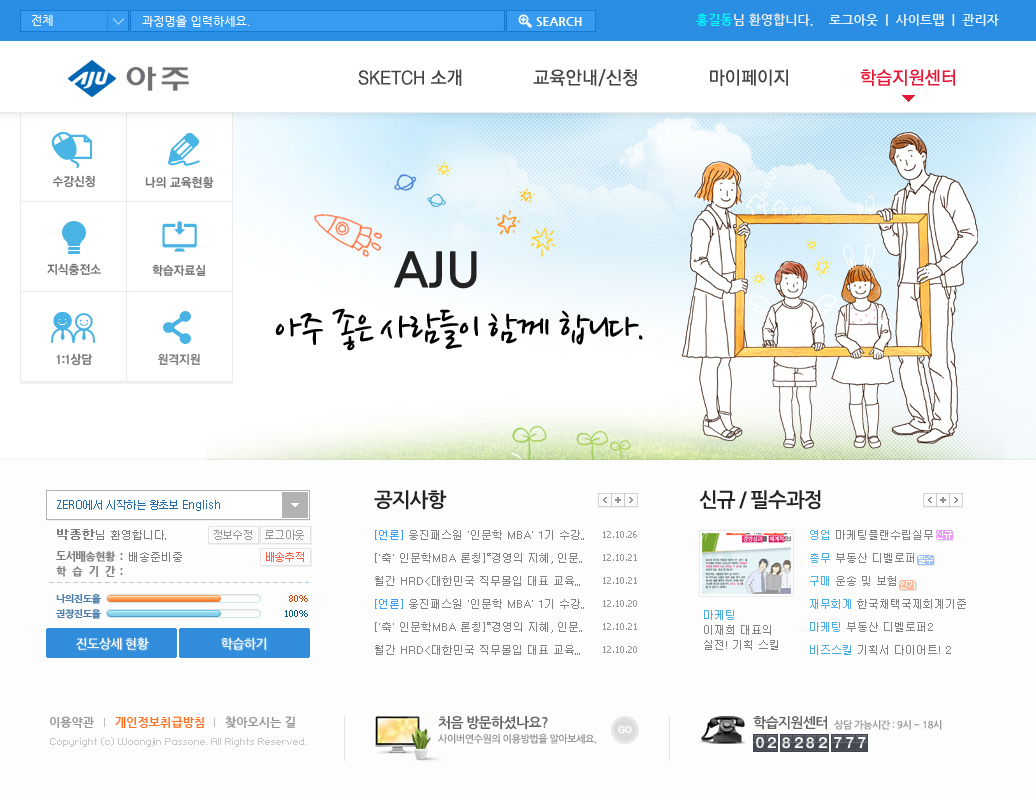 전체
과정명을 입력하세요.
SEARCH
홍길동님 환영합니다. 로그아웃 | 사이트맵 | 관리자
AJU 아주
SKETCH 소개
교육안내/신청
마이페이지
학습지원센터
수강신청
나의 교육현황
지식충전소
학습자료실
1:1상담
원격지원
AJU
아주 좋은 사람들이 함께 합니다.
ZERO에서 시작하는 왕초보 English
박종한님 환영합니다.
정보수정
로그아웃
도서배송현황 : 배송준비중
배송추적
학 습 기 간 :
나의진도율 80%
권장진도율 100%
진도상세 현황
학습하기
공지사항
[언론] 웅진패스원 '인문학 MBA' 1기 수강.. 12.10.26
['축' 인문학MBA 론칭]"경영의 지혜, 인문.. 12.10.21
월간 HRD<대한민국 직무몰입 대표 교육... 12.10.21
[언론] 웅진패스원 '인문학 MBA' 1기 수강.. 12.10.20
['축' 인문학MBA 론칭]"경영의 지혜, 인문.. 12.10.21
월간 HRD<대한민국 직무몰입 대표 교육... 12.10.21
신규 / 필수과정
마케팅
이재희 대표의
실전! 기획 스킬
영업 마케팅플랜수립실무 신규
총무 부동산 디벨로퍼 필수
구매 운송 및 보험 인기
재무회계 한국채택국제회계기준
마케팅 부동산 디벨로퍼2
비즈스킬 기획서 다이어트! 2
이용약관 | 개인정보취급방침 | 찾아오시는 길
Copyright (c) Woongjin Passone. All Rights Reserved.
처음 방문하셨나요?
사이버연수원의 이용방법을 알아보세요.
GO
학습지원센터 상담 가능시간 : 9시 ~ 18시
02 8282 777